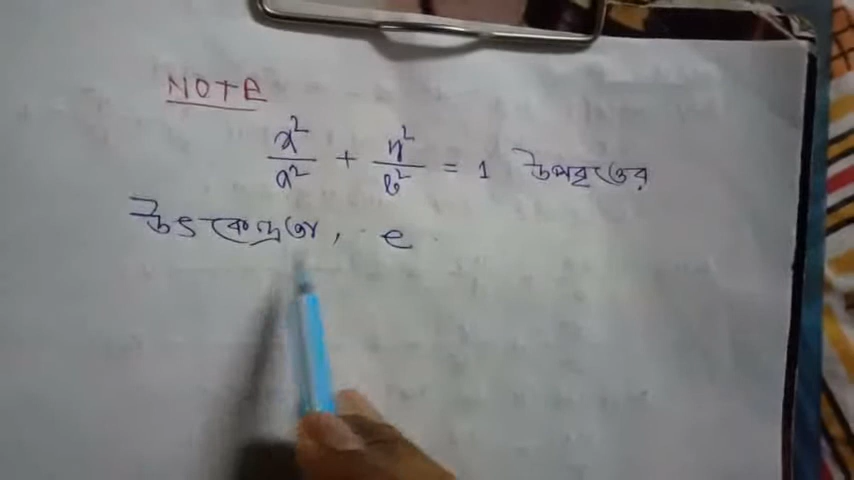 NOTE
x²/a² + y²/b² = 1 উপবৃত্তের
উৎকেন্দ্রতা, e